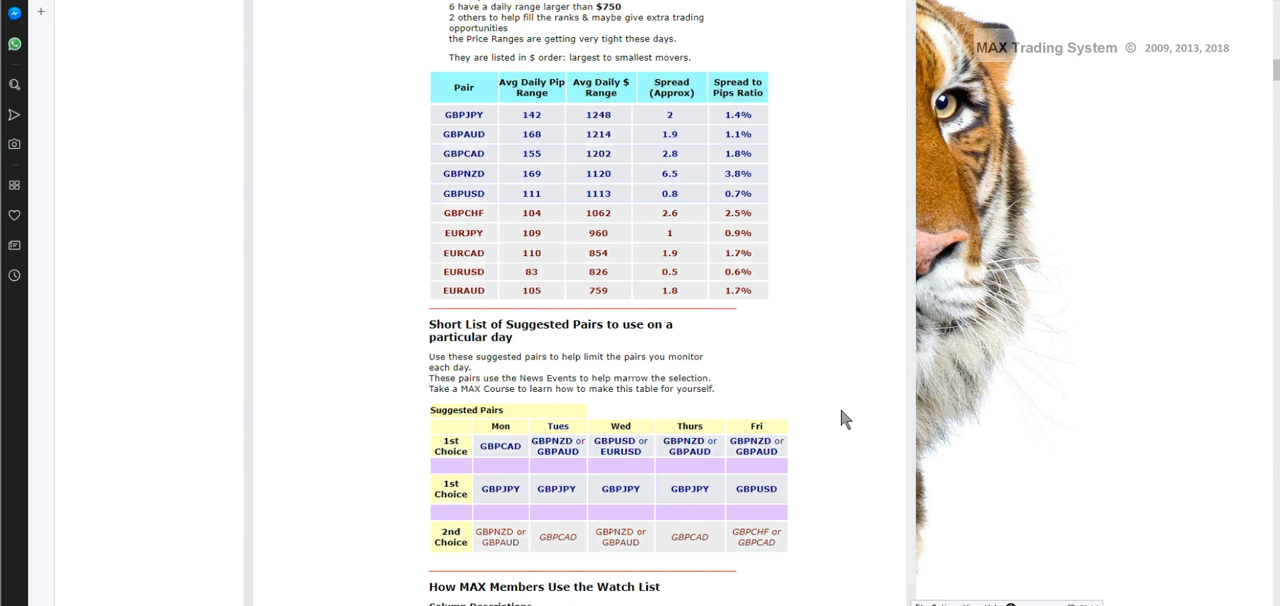 6 have a daily range larger than $750
2 others to help fill the ranks & maybe give extra trading
opportunities
the Price Ranges are getting very tight these days.
They are listed in $ order: largest to smallest movers.
MAX Trading System © 2009, 2013, 2018
Pair Avg Daily Pip Range Avg Daily $ Range Spread (Approx) Spread to Pips Ratio
GBPJPY 142 1248 2 1.4%
GBPAUD 168 1214 1.9 1.1%
GBPCAD 155 1202 2.8 1.8%
GBPNZD 169 1120 6.5 3.8%
GBPUSD 111 1113 0.8 0.7%
GBPCHF 104 1062 2.6 2.5%
EURJPY 109 960 1 0.9%
EURCAD 110 854 1.9 1.7%
EURUSD 83 826 0.5 0.6%
EURAUD 105 759 1.8 1.7%
Short List of Suggested Pairs to use on a
particular day
Use these suggested pairs to help limit the pairs you monitor
each day.
These pairs use the News Events to help marrow the selection.
Take a MAX Course to learn how to make this table for yourself.
Suggested Pairs
Mon Tues Wed Thurs Fri
1st Choice GBPCAD GBPNZD or GBPAUD GBPUSD or EURUSD GBPNZD or GBPAUD GBPNZD or GBPAUD
1st Choice GBPJPY GBPJPY GBPJPY GBPJPY GBPUSD
2nd Choice GBPNZD or GBPAUD GBPCAD GBPNZD or GBPAUD GBPCAD GBPCHF or GBPCAD
How MAX Members Use the Watch List
Column Descriptions